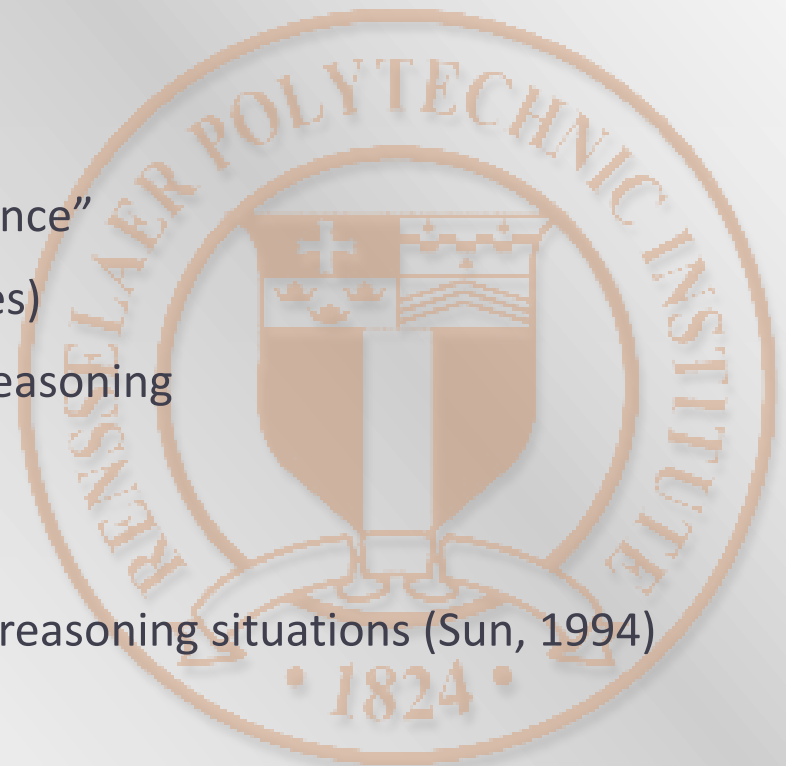 RENSSELAER POLYTECHNIC INSTITUTE
nce”
es)
easoning
reasoning situations (Sun, 1994)
• 1824 •